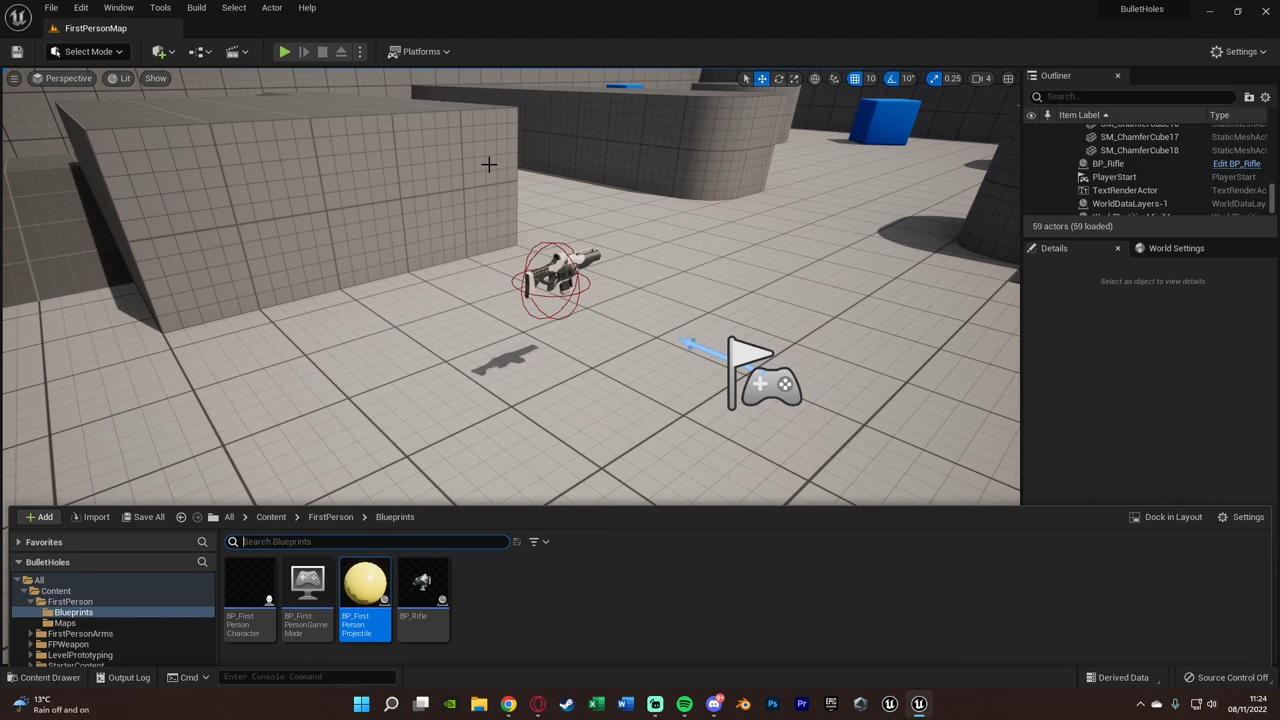 File Edit Window Tools Build Select Actor Help
BulletHoles
FirstPersonMap
Select Mode
Platforms
Settings
Perspective Lit Show
10 10° 0.25 4
Outliner
Search...
Item Label Type
SM_ChamferCube17 StaticMeshAct
SM_ChamferCube18 StaticMeshAct
BP_Rifle Edit BP_Rifle
PlayerStart PlayerStart
TextRenderActor TextRenderAc
WorldDataLayers-1 WorldDataLay
59 actors (59 loaded)
Details World Settings
Select an object to view details.
Add Import Save All All Content FirstPerson Blueprints
Dock in Layout Settings
Favorites
Search Blueprints
BulletHoles
All
Content
FirstPerson
Blueprints
Maps
FirstPersonArms
FPWeapon
LevelPrototyping
StarterContent
BP_First
Person
Character
BP_First
PersonGame
Mode
BP_First
Person
Projectile
BP_Rifle
Content Drawer Output Log Cmd Enter Console Command
Derived Data Source Control Off
13°C
Rain off and on
11:24
08/11/2022